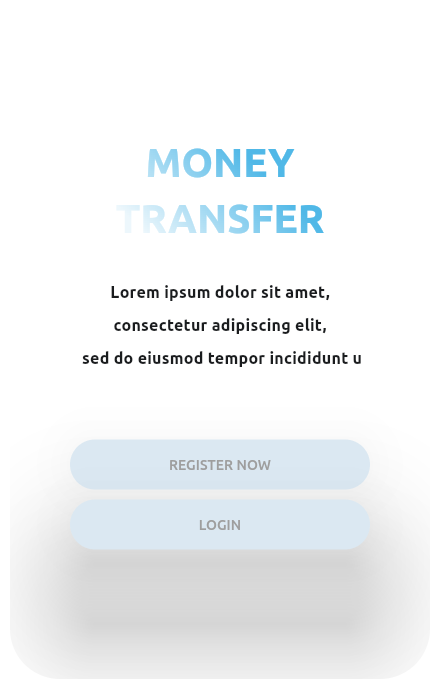 MONEY
TRANSFER
Lorem ipsum dolor sit amet,
consectetur adipiscing elit,
sed do eiusmod tempor incididunt u
REGISTER NOW
LOGIN